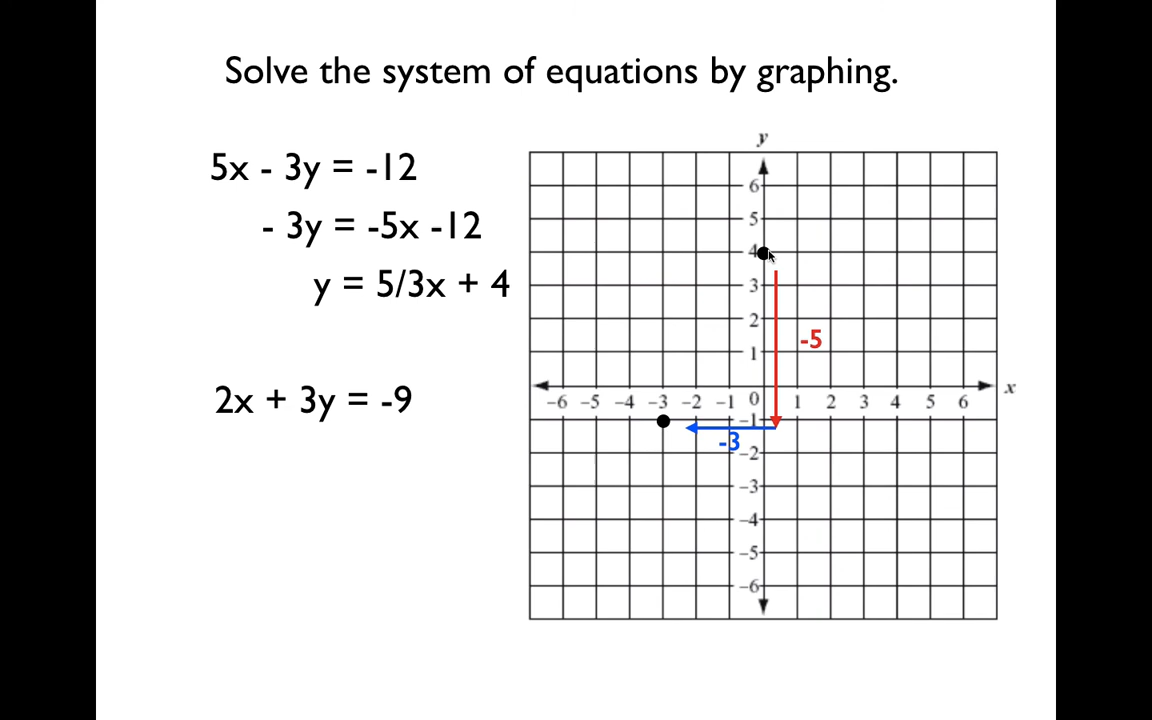 Solve the system of equations by graphing.
5x - 3y = -12
- 3y = -5x -12
y = 5/3x + 4
2x + 3y = -9
y
6
5
4
3
2
1
-5
x
–6 –5 –4 –3 –2 –1 0 1 2 3 4 5 6
–1
-3
–2
–3
–4
–5
–6